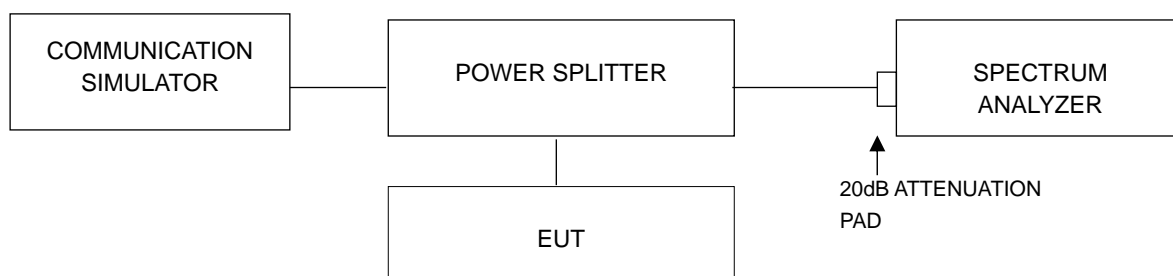 COMMUNICATION
SIMULATOR
POWER SPLITTER
SPECTRUM
ANALYZER
20dB ATTENUATION
PAD
EUT